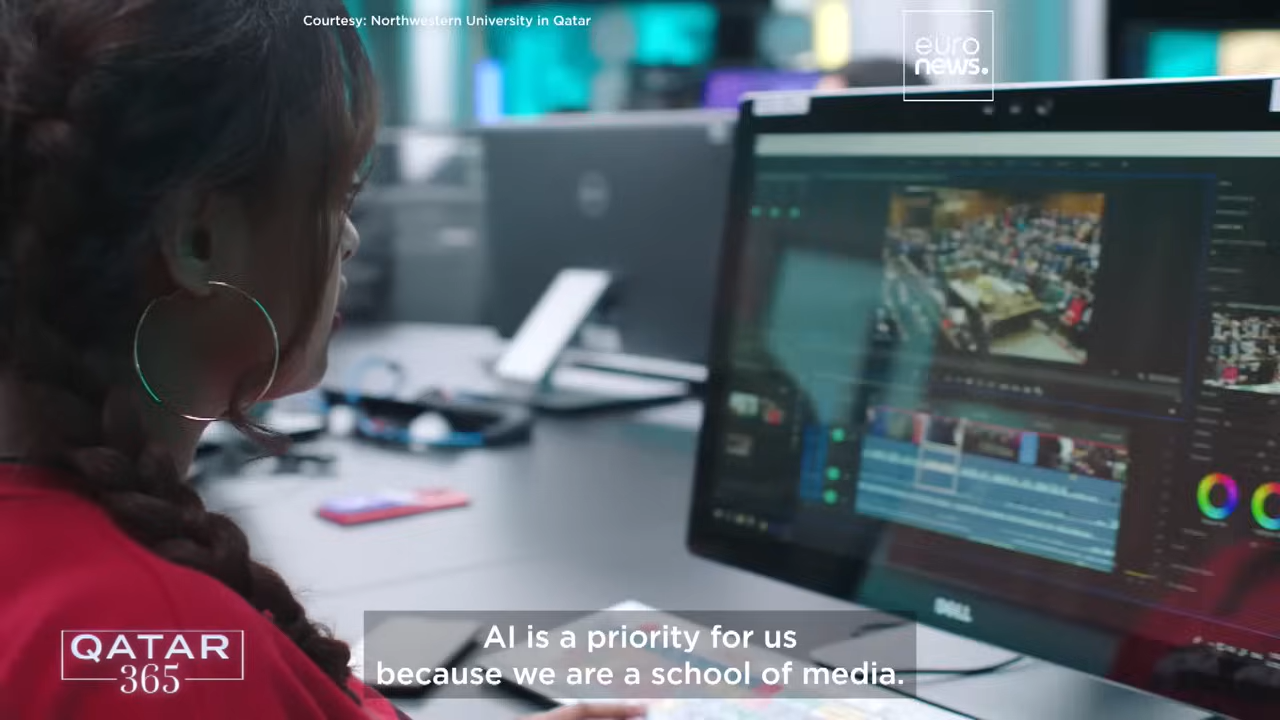 Courtesy: Northwestern University in Qatar
euro
news.
DELL
AI is a priority for us
because we are a school of media.
QATAR
365